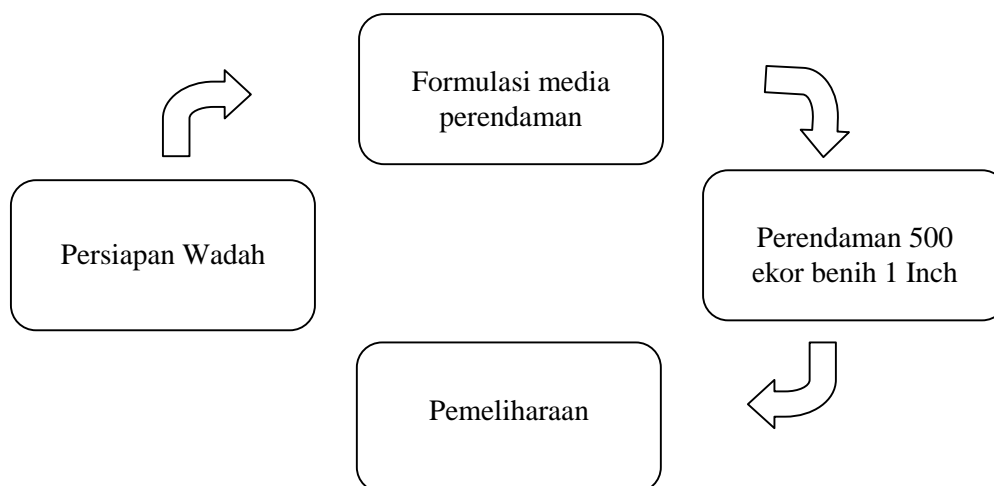 Formulasi media
perendaman
Persiapan Wadah
Perendaman 500
ekor benih 1 Inch
Pemeliharaan